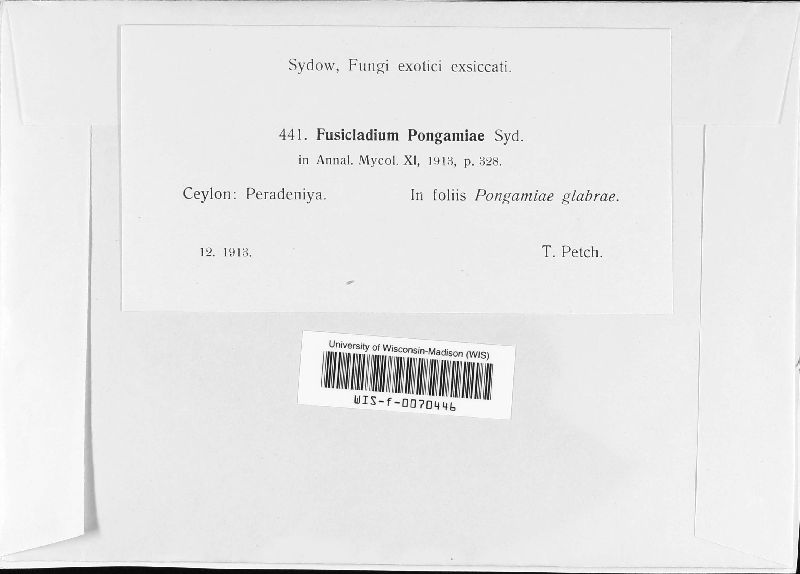 Sydow, Fungi exotici exsiccati.
441. Fusicladium Pongamiae Syd.
in Annal. Mycol. XI, 1913, p. 328.
Ceylon: Peradeniya. In foliis Pongamiae glabrae.
12. 1913. T. Petch.
University of Wisconsin-Madison (WIS)
WIS-f-0070446